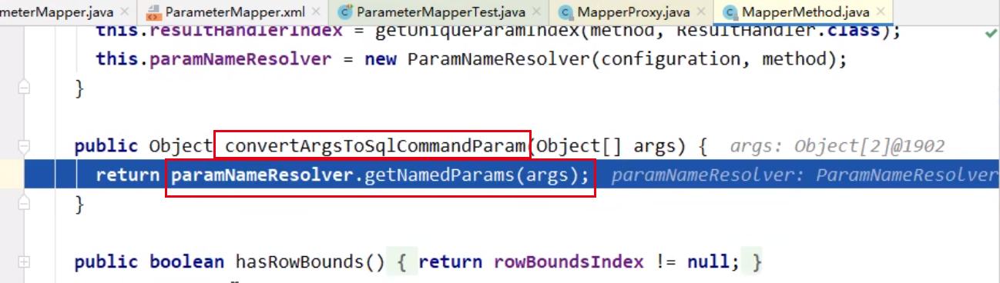 meterMapper.java × ParameterMapper.xml × ParameterMapperTest.java × MapperProxy.java × MapperMethod.java ×
this.resultHandlerIndex = getUniqueParamIndex(method, ResultHandler.class);
this.paramNameResolver = new ParamNameResolver(configuration, method);
}
public Object convertArgsToSqlCommandParam(Object[] args) { args: Object[2]@1902
return paramNameResolver.getNamedParams(args); paramNameResolver: ParamNameResolver
}
public boolean hasRowBounds() { return rowBoundsIndex != null; }